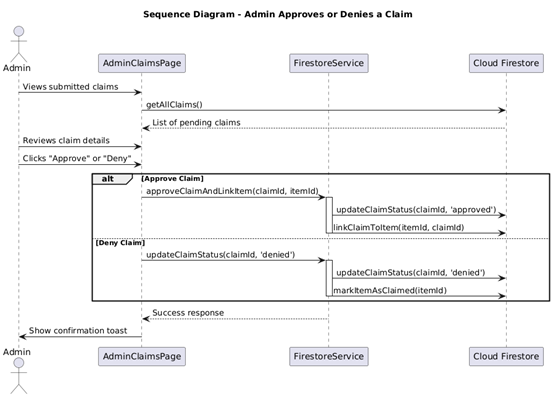 Sequence Diagram - Admin Approves or Denies a Claim
Admin
AdminClaimsPage
FirestoreService
Cloud Firestore
Views submitted claims
getAllClaims()
List of pending claims
Reviews claim details
Clicks "Approve" or "Deny"
alt
[Approve Claim]
approveClaimAndLinkItem(claimId, itemId)
updateClaimStatus(claimId, 'approved')
linkClaimToItem(itemId, claimId)
[Deny Claim]
updateClaimStatus(claimId, 'denied')
updateClaimStatus(claimId, 'denied')
markItemAsClaimed(itemId)
Success response
Show confirmation toast
Admin
AdminClaimsPage
FirestoreService
Cloud Firestore